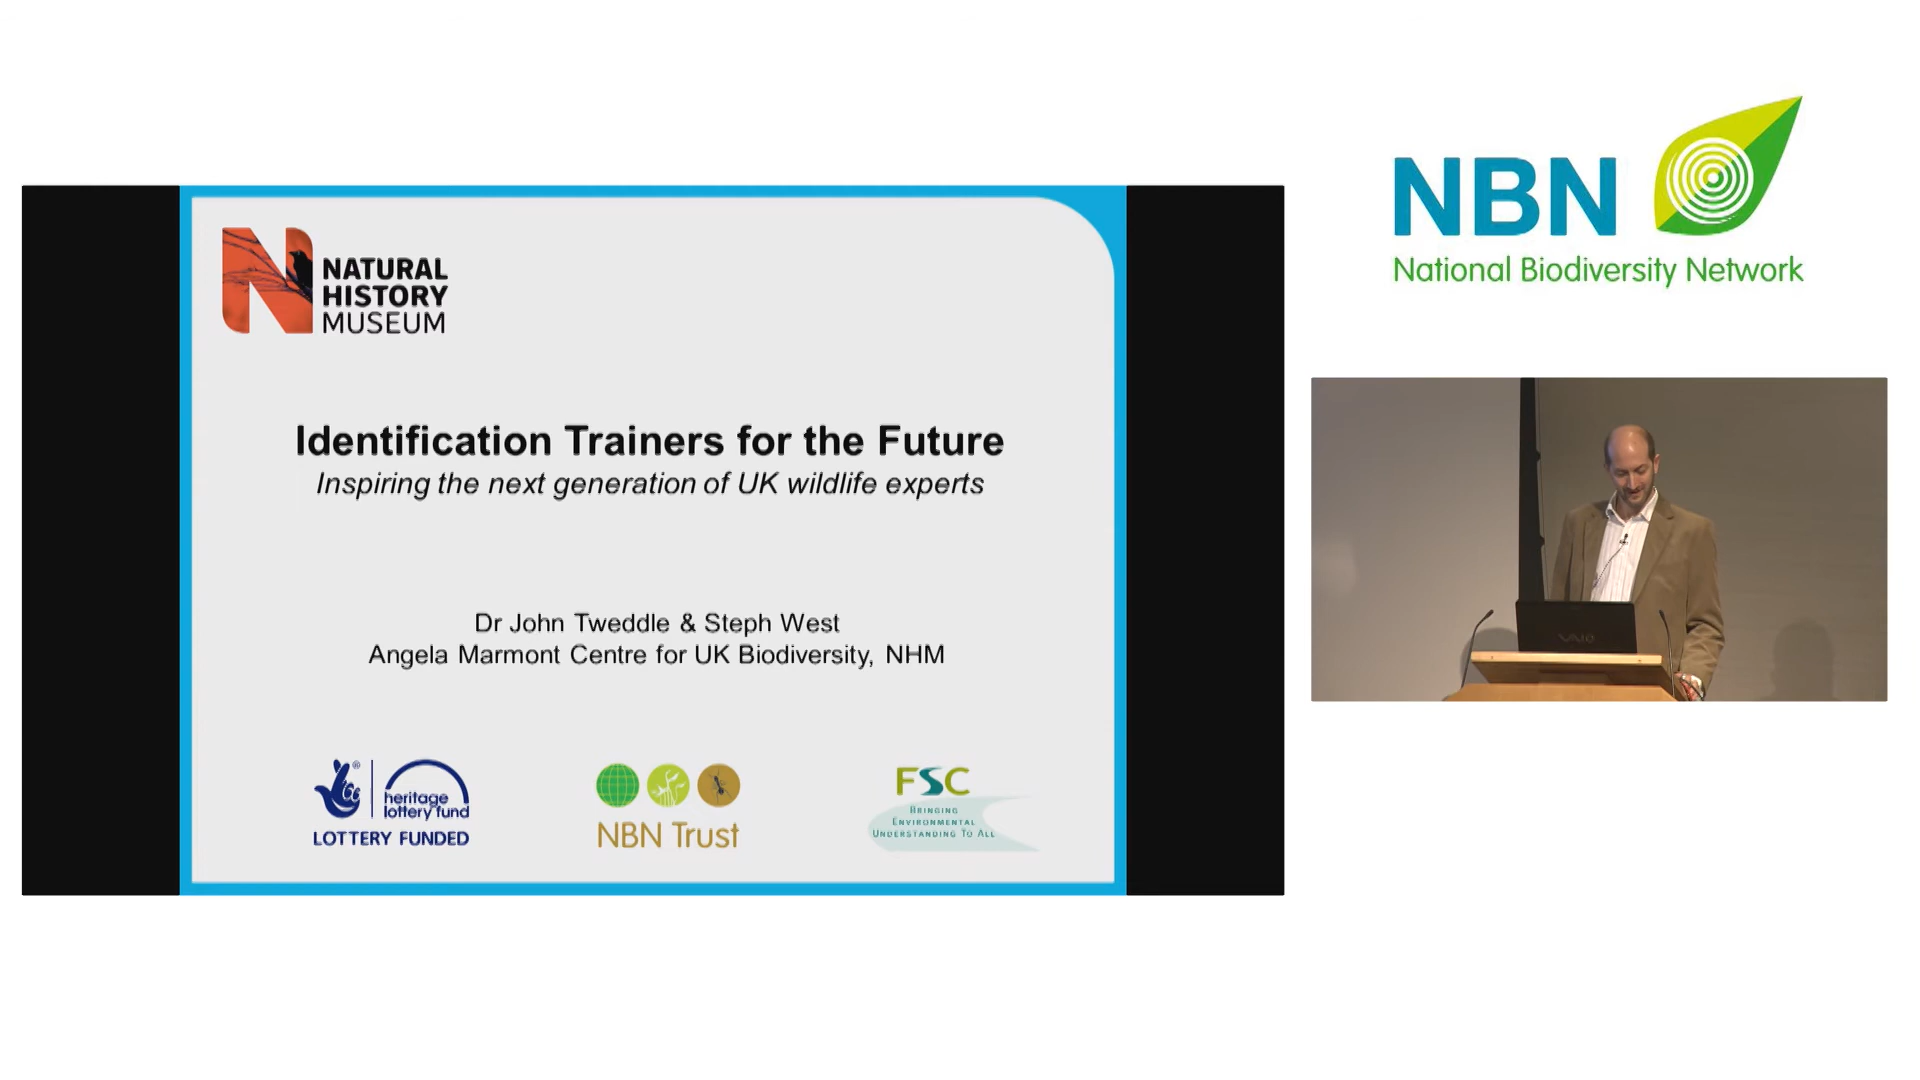 NATURAL
HISTORY
MUSEUM
Identification Trainers for the Future
Inspiring the next generation of UK wildlife experts
Dr John Tweddle & Steph West
Angela Marmont Centre for UK Biodiversity, NHM
heritage
lottery fund
LOTTERY FUNDED
NBN Trust
FSC
BRINGING
ENVIRONMENTAL
UNDERSTANDING TO ALL
NBN
National Biodiversity Network
VAIO